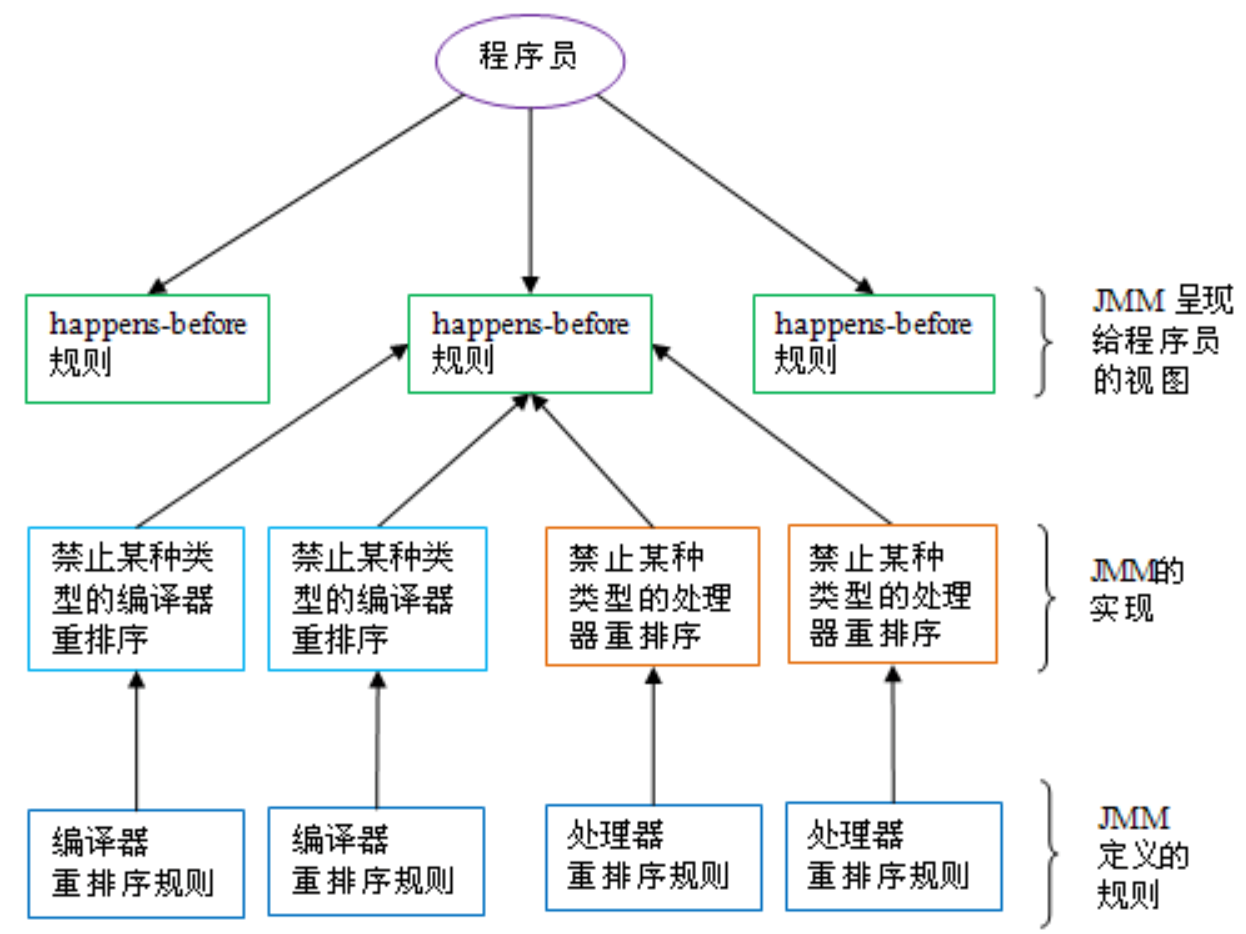 程序员
happens-before
规则
happens-before
规则
happens-before
规则
JMM 呈现
给程序员
的视图
禁止某种类
型的编译器
重排序
禁止某种类
型的编译器
重排序
禁止某种
类型的处理
器重排序
禁止某种
类型的处理
器重排序
JMM的
实现
编译器
重排序规则
编译器
重排序规则
处理器
重排序规则
处理器
重排序规则
JMM
定义的
规则